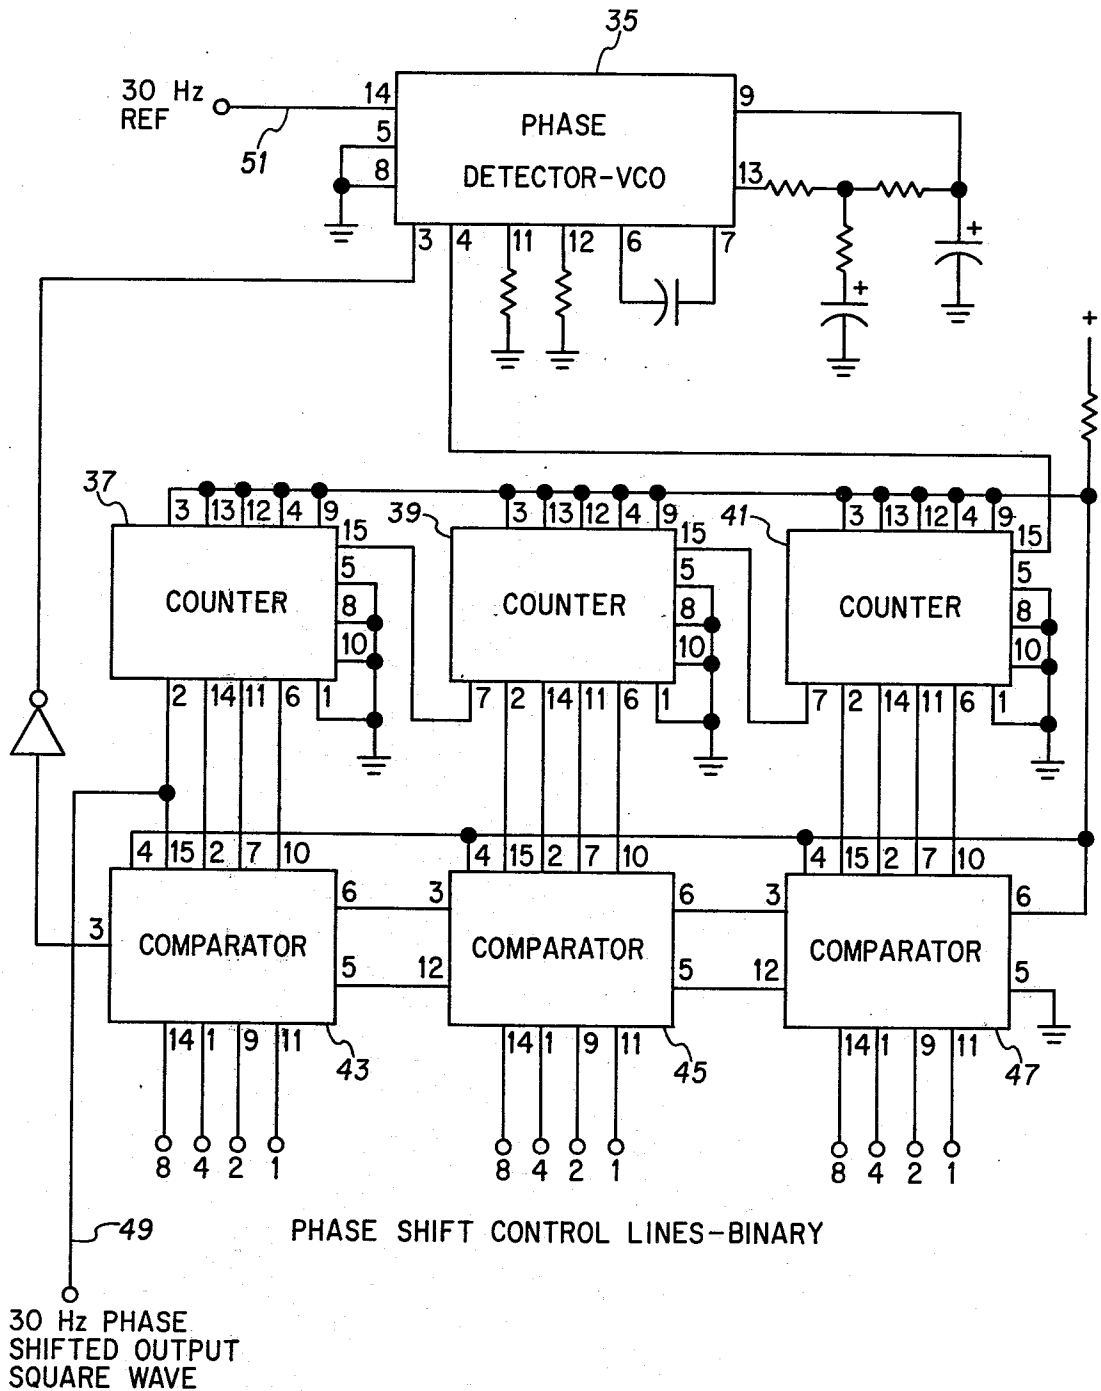 35
30 Hz
REF
51
14
5
8
PHASE
DETECTOR-VCO
9
13
3 4 11 12 6 7
+
+
+
37
3 13 12 4 9
15
5
8
10
COUNTER
2 14 11 6 1
39
3 13 12 4 9
15
5
8
10
COUNTER
7 2 14 11 6 1
41
3 13 12 4 9
15
5
8
10
COUNTER
7 2 14 11 6 1
4 15 2 7 10
3
COMPARATOR
6
5
14 1 9 11
43
8 4 2 1
4 15 2 7 10
3
12
COMPARATOR
6
5
14 1 9 11
45
8 4 2 1
4 15 2 7 10
3
12
COMPARATOR
6
5
14 1 9 11
47
8 4 2 1
PHASE SHIFT CONTROL LINES-BINARY
49
30 Hz PHASE
SHIFTED OUTPUT
SQUARE WAVE